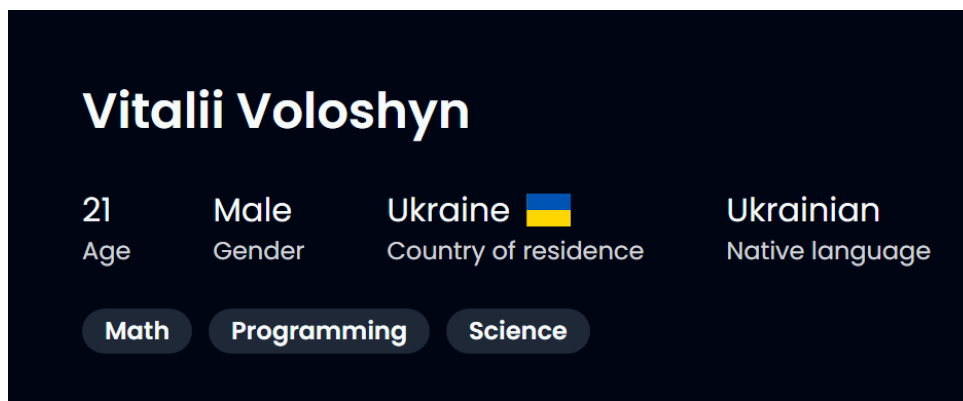 Vitalii Voloshyn
21 Male Ukraine Ukrainian
Age Gender Country of residence Native language
Math Programming Science